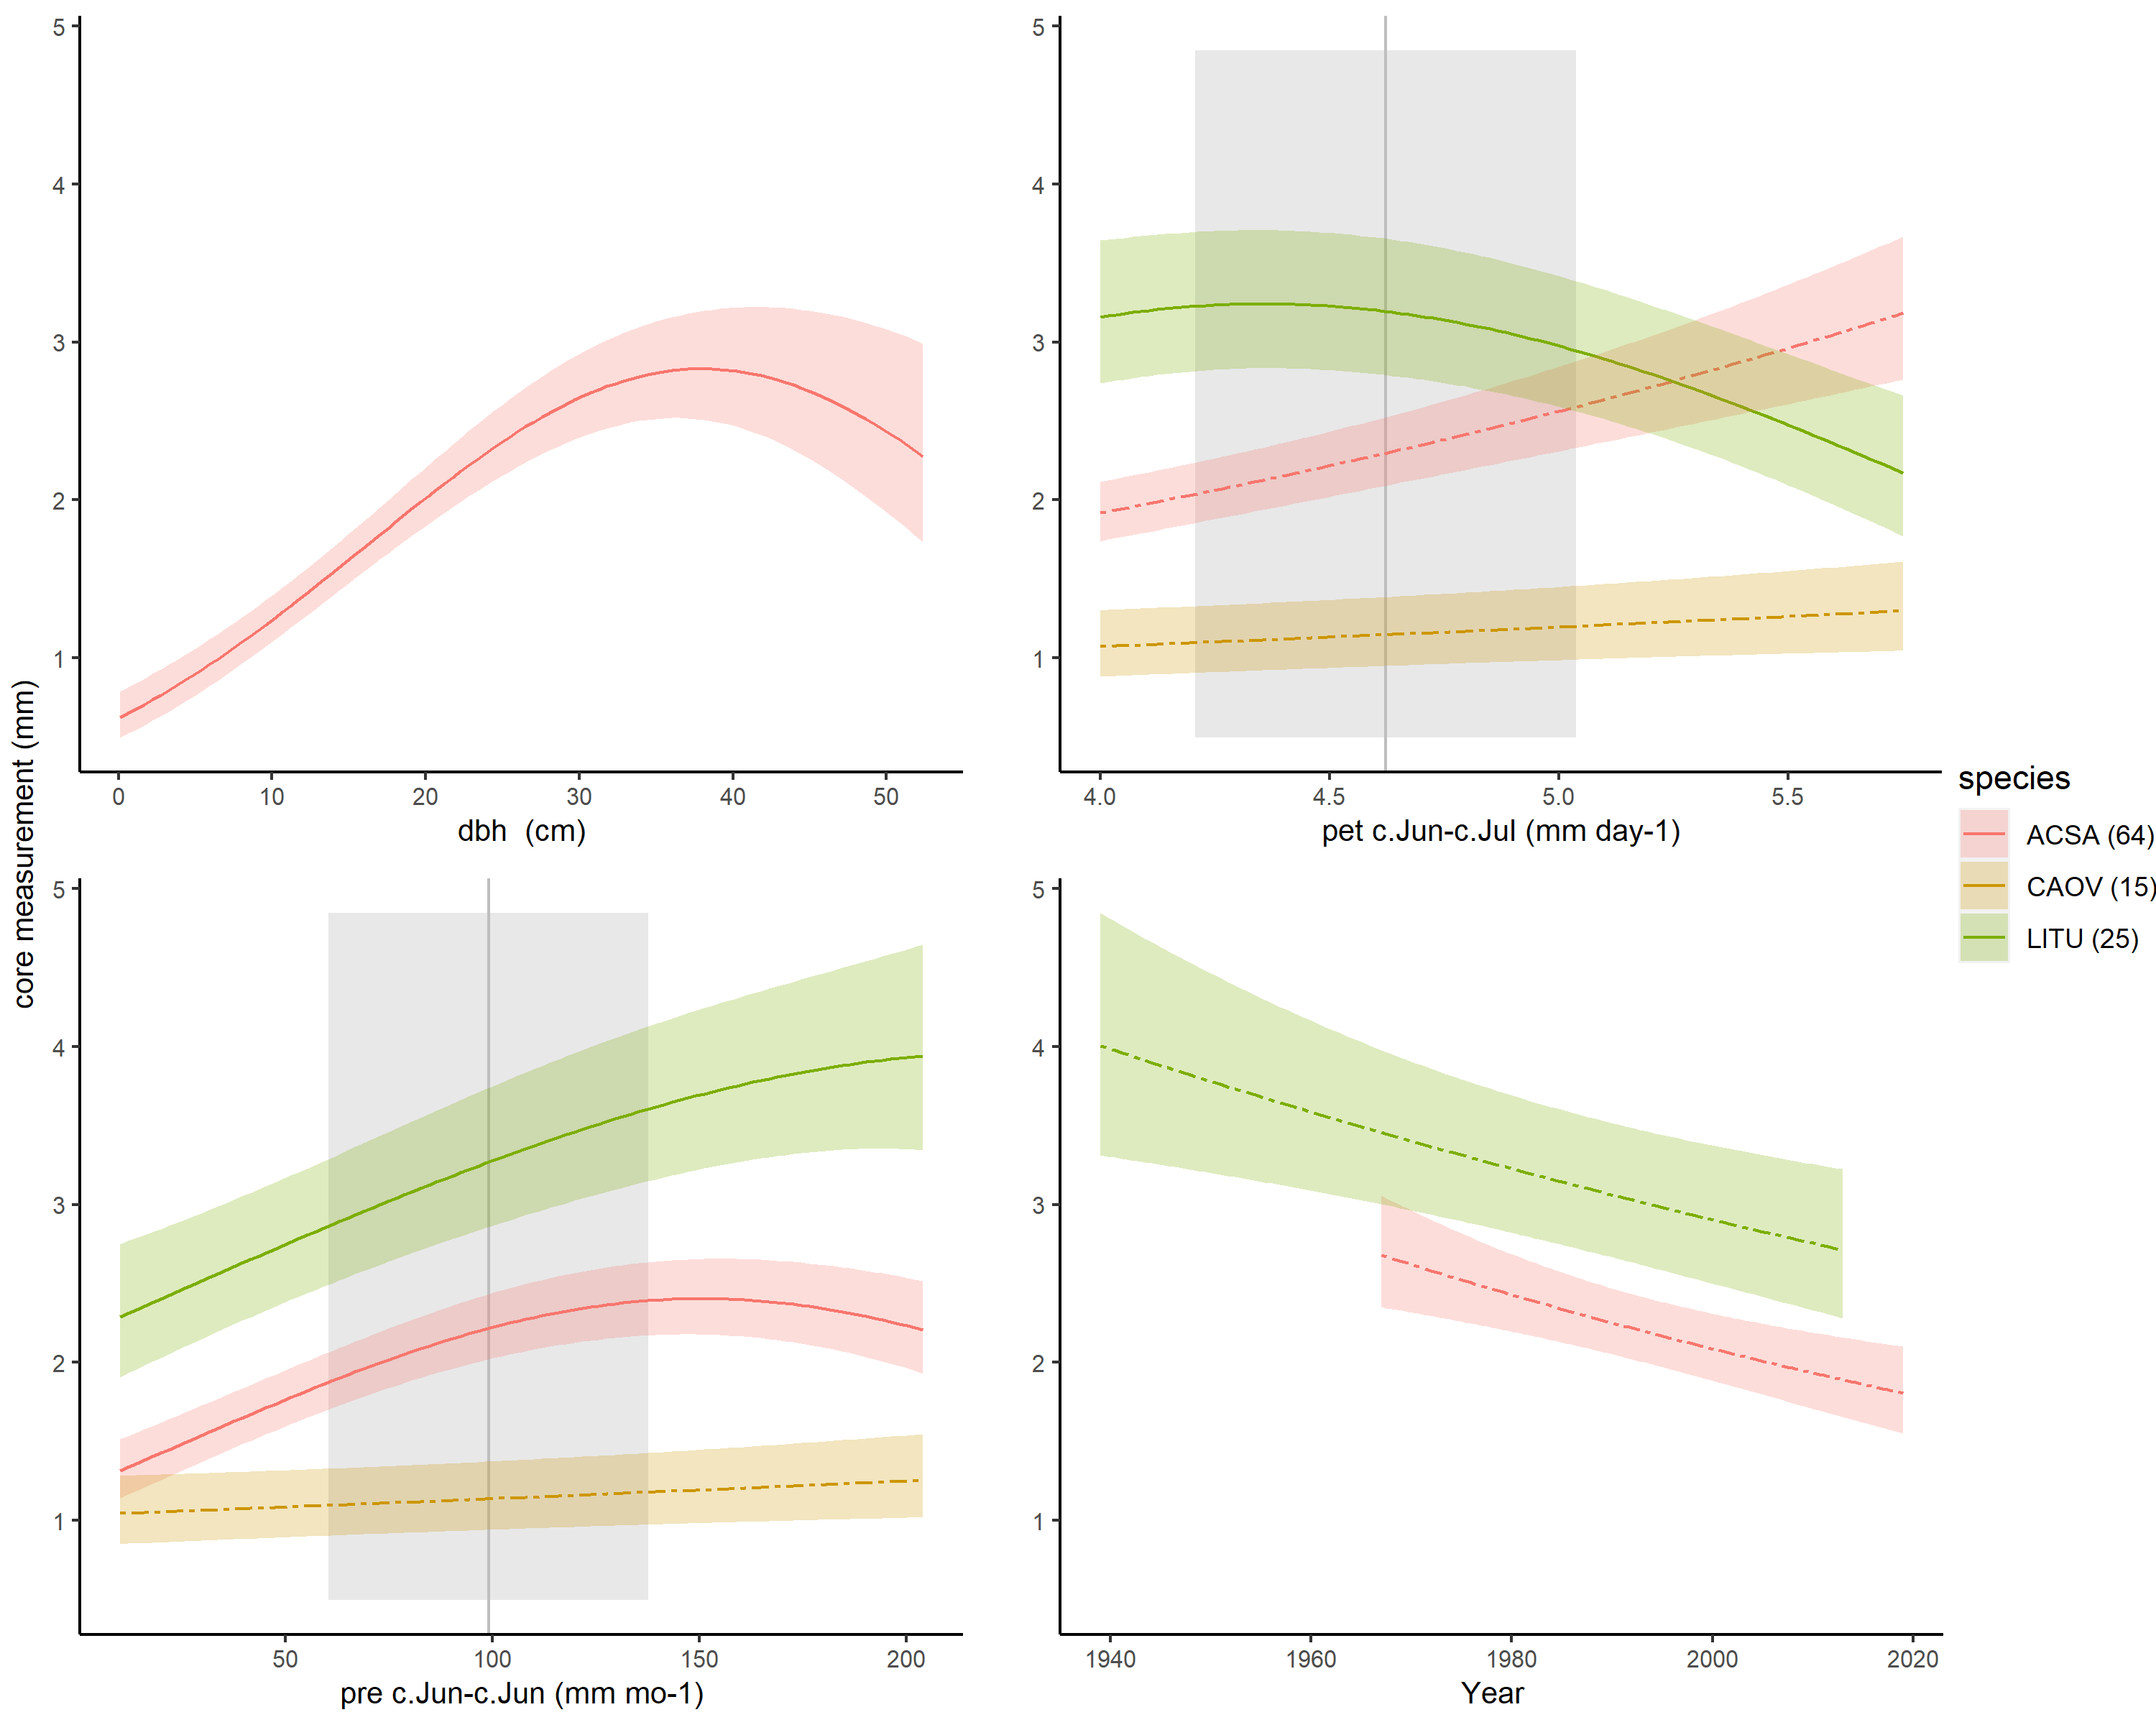 core measurement (mm)
5
4
3
2
1
0 10 20 30 40 50
dbh (cm)
5
4
3
2
1
4.0 4.5 5.0 5.5
pet c.Jun-c.Jul (mm day-1)
5
4
3
2
1
50 100 150 200
pre c.Jun-c.Jun (mm mo-1)
5
4
3
2
1
1940 1960 1980 2000 2020
Year
species
ACSA (64)
CAOV (15)
LITU (25)